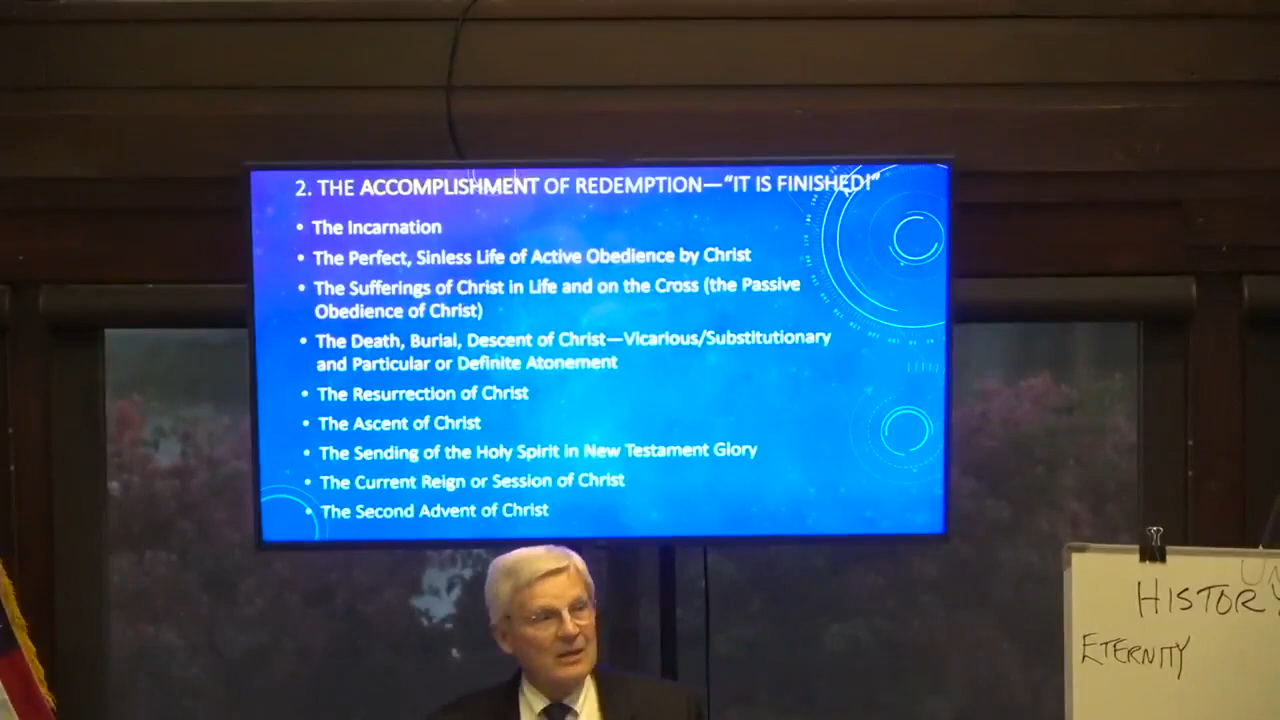 2. THE ACCOMPLISHMENT OF REDEMPTION—"IT IS FINISHED!"
• The Incarnation
• The Perfect, Sinless Life of Active Obedience by Christ
• The Sufferings of Christ in Life and on the Cross (the Passive
Obedience of Christ)
• The Death, Burial, Descent of Christ—Vicarious/Substitutionary
and Particular or Definite Atonement
• The Resurrection of Christ
• The Ascent of Christ
• The Sending of the Holy Spirit in New Testament Glory
• The Current Reign or Session of Christ
• The Second Advent of Christ
HISTORY
ETERNITY